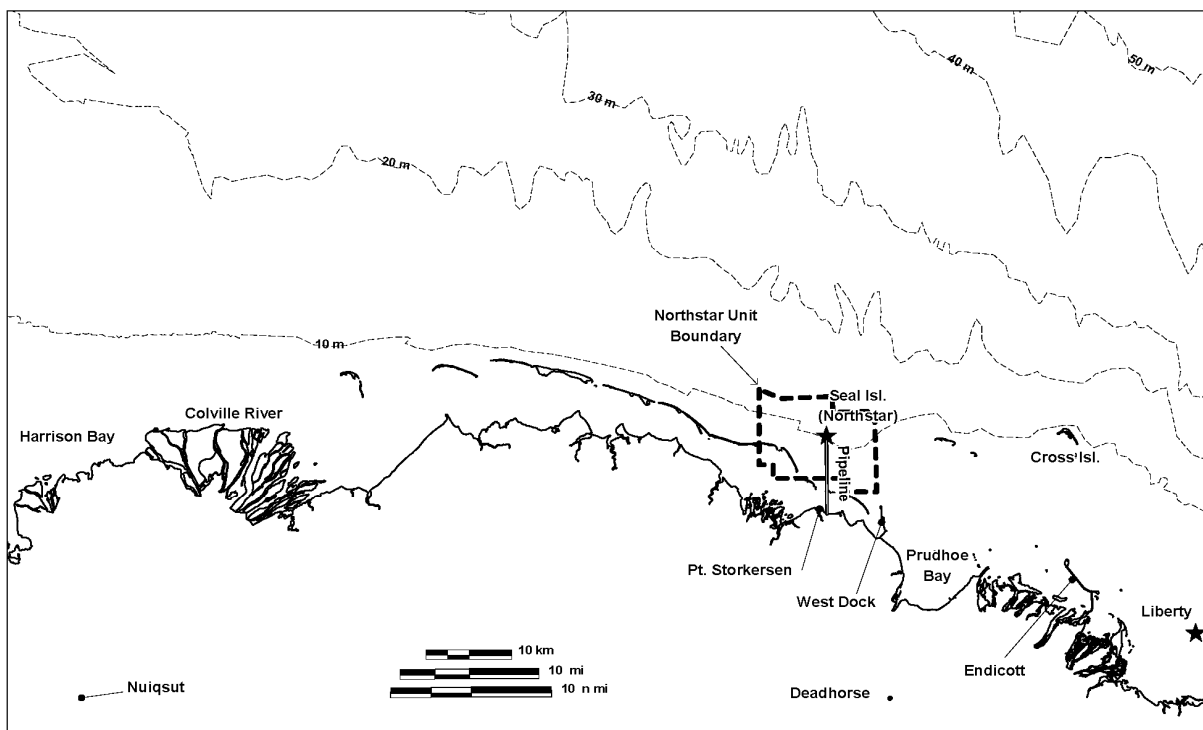 50 m
40 m
30 m
20 m
Northstar Unit
Boundary
10 m
Seal Isl.
(Northstar)
Colville River
Harrison Bay
Cross Isl.
Pipeline
Pt. Storkersen
Prudhoe
Bay
West Dock
Liberty
10 km
10 mi
10 n mi
Endicott
Nuiqsut
Deadhorse